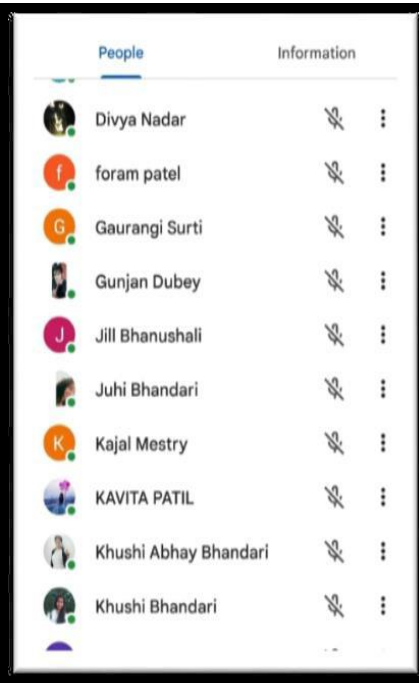 People Information
Divya Nadar
f foram patel
G Gaurangi Surti
Gunjan Dubey
J Jill Bhanushali
Juhi Bhandari
K Kajal Mestry
KAVITA PATIL
Khushi Abhay Bhandari
Khushi Bhandari